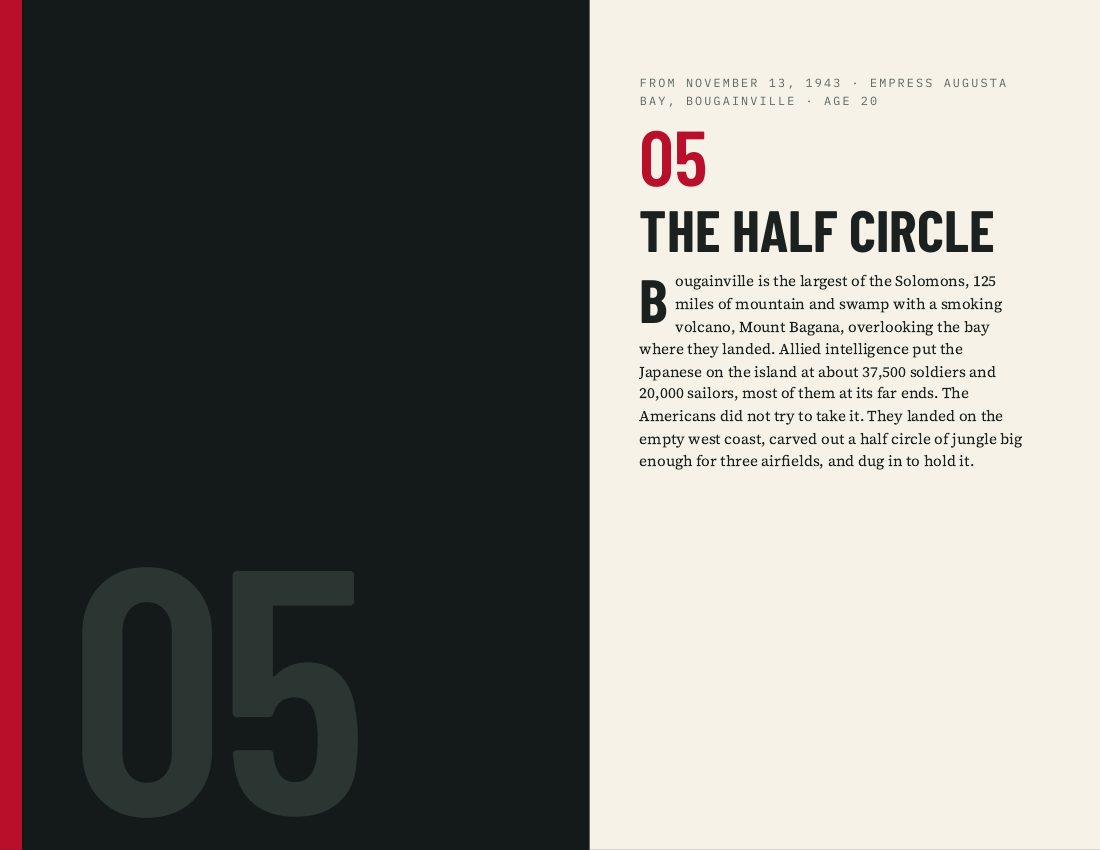 FROM NOVEMBER 13, 1943 · EMPRESS AUGUSTA
BAY, BOUGAINVILLE · AGE 20
05
THE HALF CIRCLE
Bougainville is the largest of the Solomons, 125
miles of mountain and swamp with a smoking
volcano, Mount Bagana, overlooking the bay
where they landed. Allied intelligence put the
Japanese on the island at about 37,500 soldiers and
20,000 sailors, most of them at its far ends. The
Americans did not try to take it. They landed on the
empty west coast, carved out a half circle of jungle big
enough for three airfields, and dug in to hold it.
05